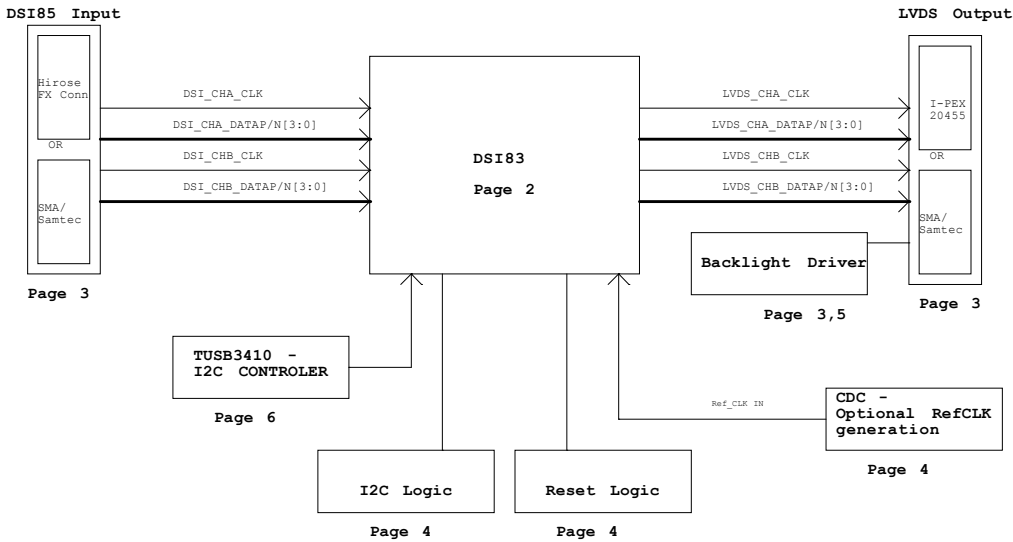 DSI85 Input
LVDS Output
Hirose
FX Conn
OR
SMA/
Samtec
Page 3
DSI_CHA_CLK
DSI_CHA_DATAP/N[3:0]
DSI_CHB_CLK
DSI_CHB_DATAP/N[3:0]
DSI83
Page 2
LVDS_CHA_CLK
LVDS_CHA_DATAP/N[3:0]
LVDS_CHB_CLK
LVDS_CHB_DATAP/N[3:0]
I-PEX
20455
OR
SMA/
Samtec
Page 3
Backlight Driver
Page 3,5
TUSB3410 -
I2C CONTROLER
Page 6
Ref_CLK IN
CDC -
Optional RefCLK
generation
Page 4
I2C Logic
Page 4
Reset Logic
Page 4